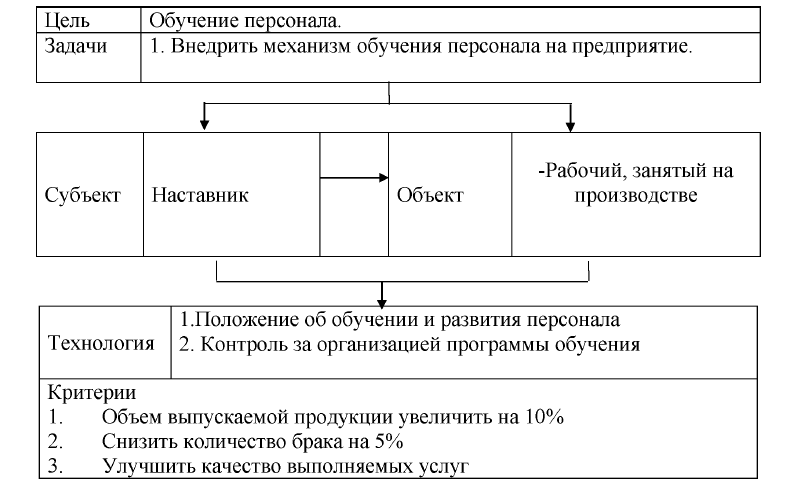 Цель Обучение персонала.
Задачи 1. Внедрить механизм обучения персонала на предприятие.
Субъект Наставник Объект -Рабочий, занятый на
производстве
Технология 1.Положение об обучении и развития персонала
2. Контроль за организацией программы обучения
Критерии
1. Объем выпускаемой продукции увеличить на 10%
2. Снизить количество брака на 5%
3. Улучшить качество выполняемых услуг